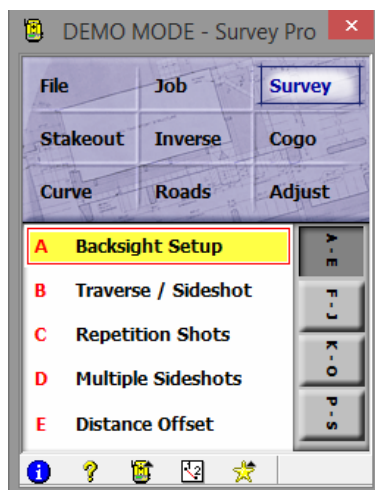 DEMO MODE - Survey Pro
File Job Survey
Stakeout Inverse Cogo
Curve Roads Adjust
A Backsight Setup
B Traverse / Sideshot
C Repetition Shots
D Multiple Sideshots
E Distance Offset
A - E
F - J
K - O
P - S